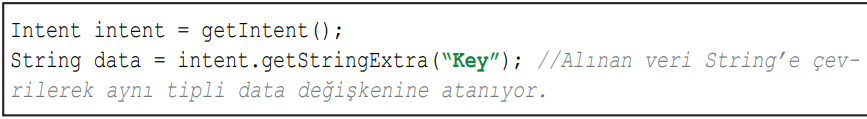 Intent intent = getIntent();
String data = intent.getStringExtra(“Key”); //Alınan veri String’e çev-
rilerek aynı tipli data değişkenine atanıyor.